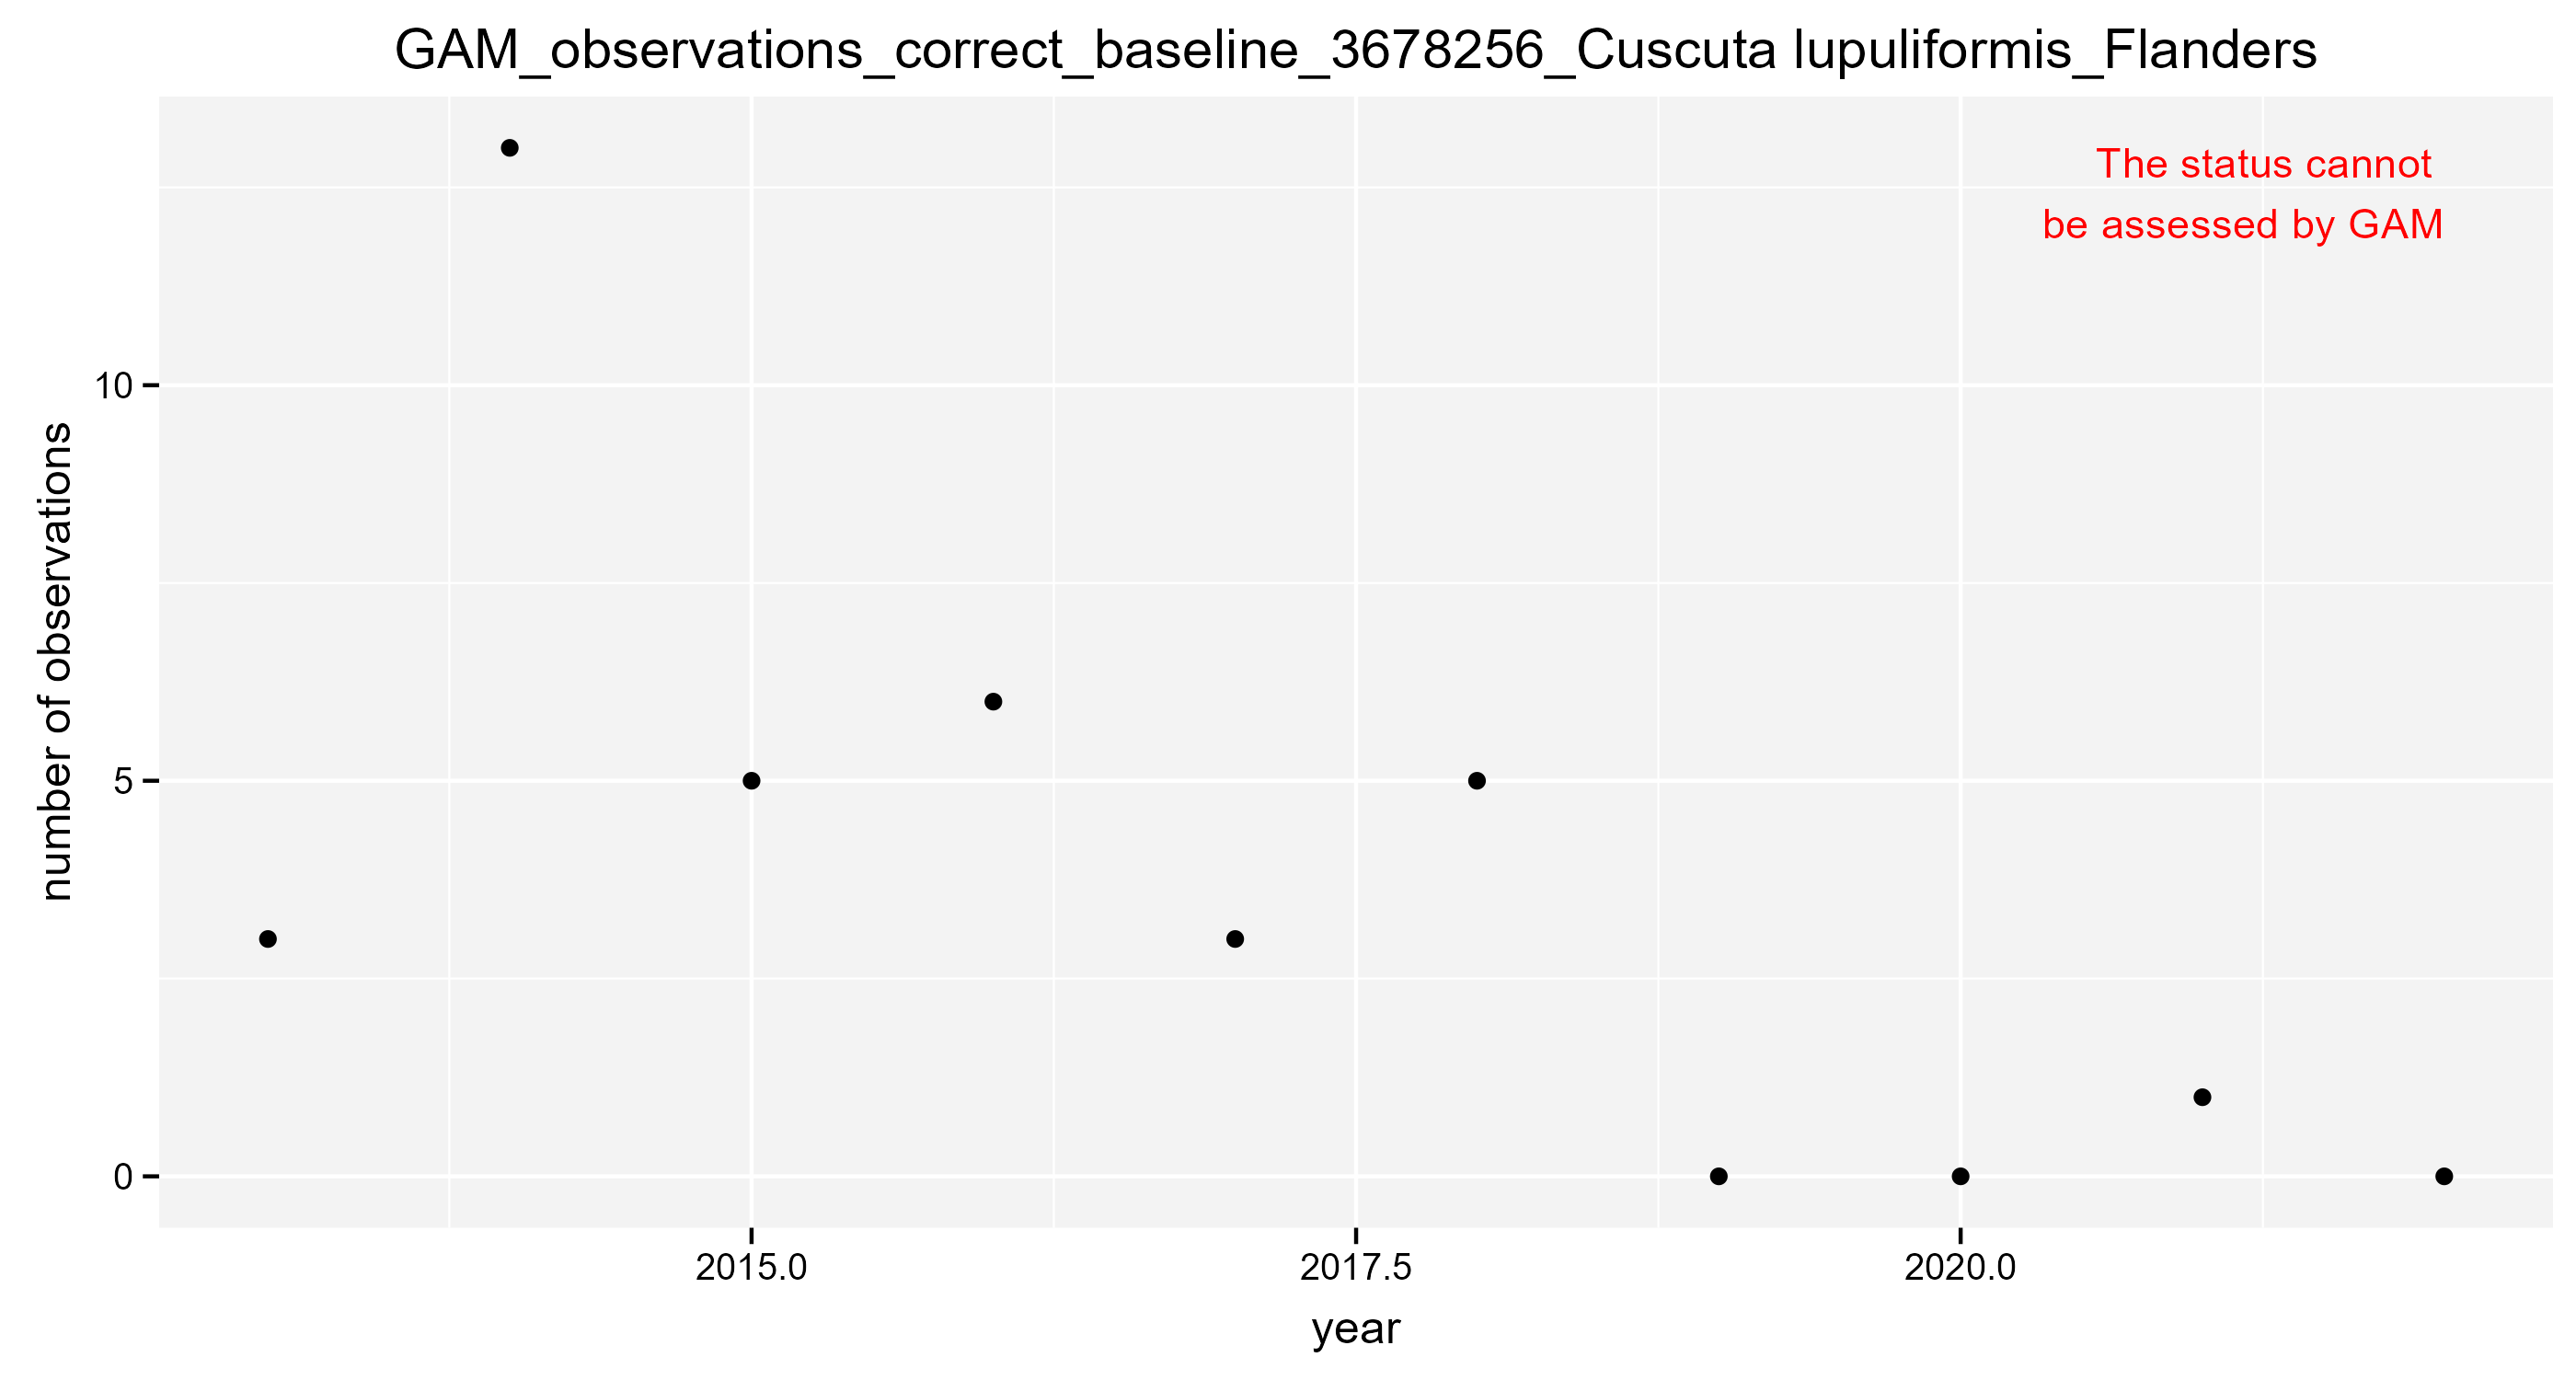 GAM_observations_correct_baseline_3678256_Cuscuta lupuliformis_Flanders
The status cannot
be assessed by GAM
number of observations
10
5
0
2015.0
2017.5
2020.0
year